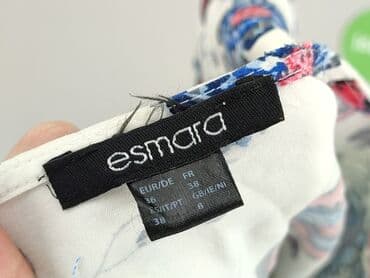 esmara
EUR/DE FR
36 38
ES/IT/PT GB/IE/NI
38 8